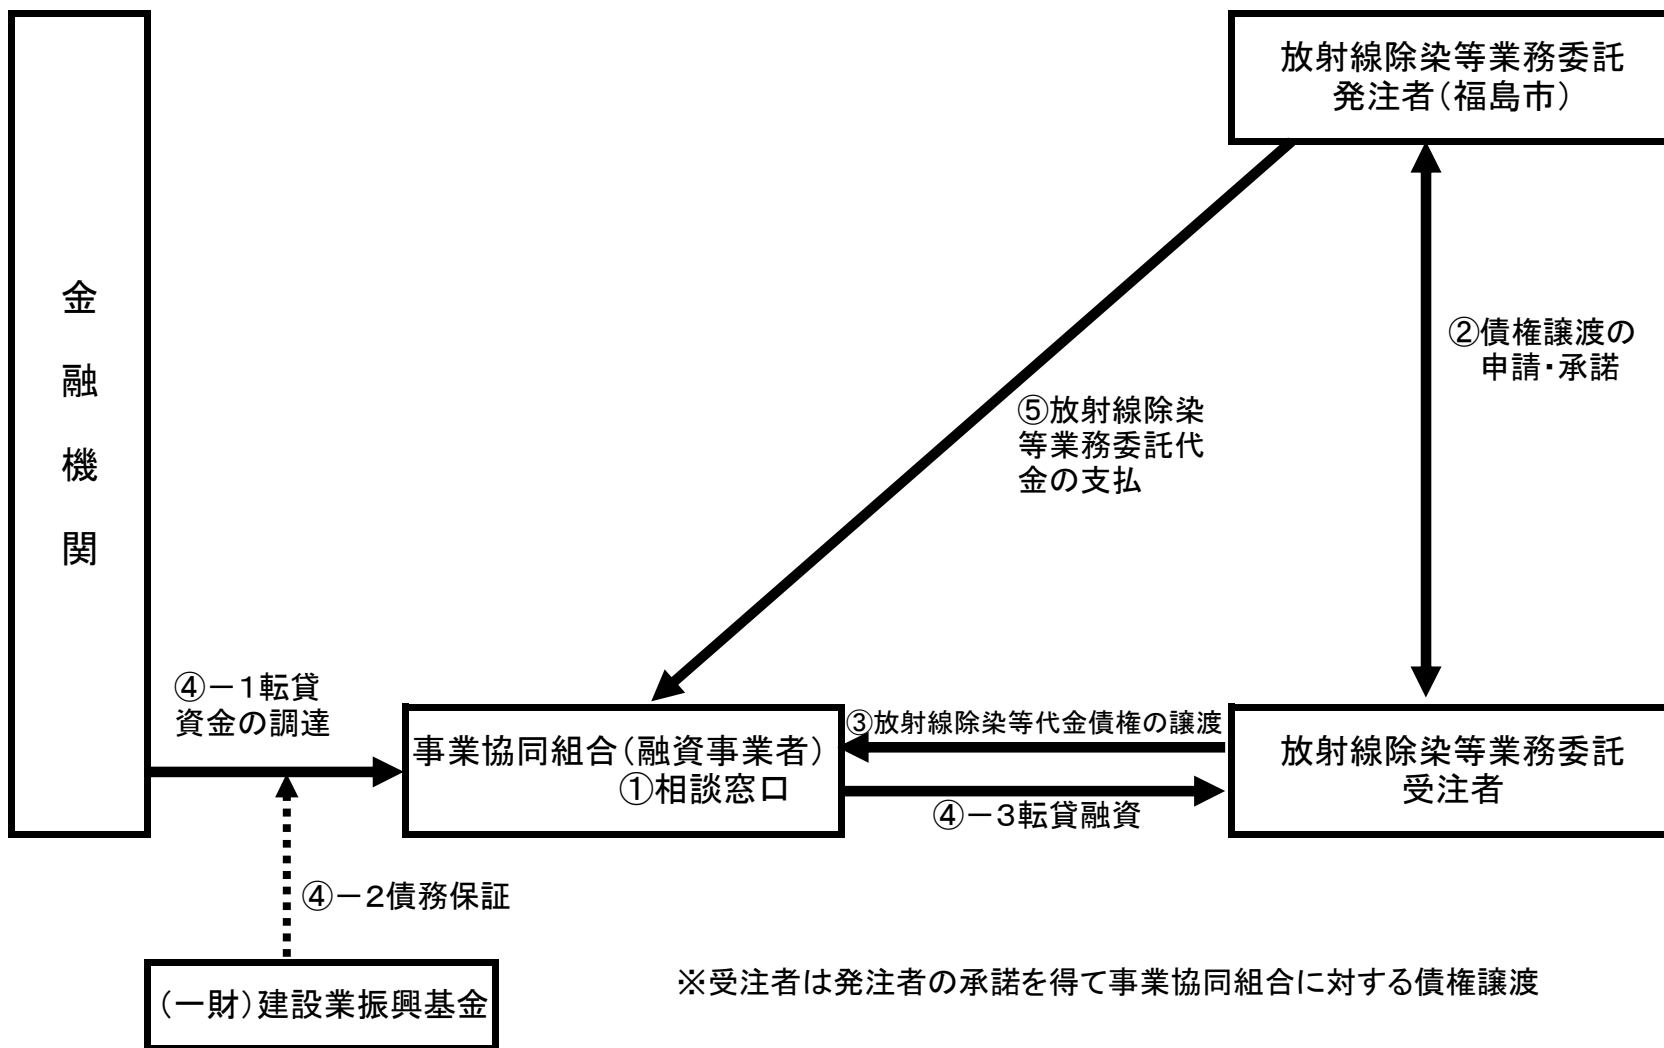 放射線除染等業務委託
発注者(福島市)
金
融
機
関
②債権譲渡の
申請・承諾
⑤放射線除染
等業務委託代
金の支払
④－1転貸
資金の調達
事業協同組合(融資事業者)
①相談窓口
③放射線除染等代金債権の譲渡
④－3転貸融資
放射線除染等業務委託
受注者
④－2債務保証
(一財)建設業振興基金
※受注者は発注者の承諾を得て事業協同組合に対する債権譲渡